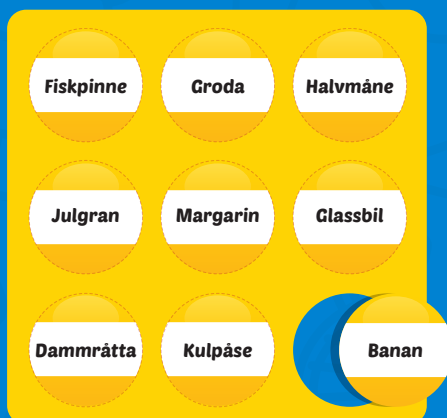 Fiskpinne
Groda
Halvmåne
Julgran
Margarin
Glassbil
Dammråtta
Kulpåse
Banan